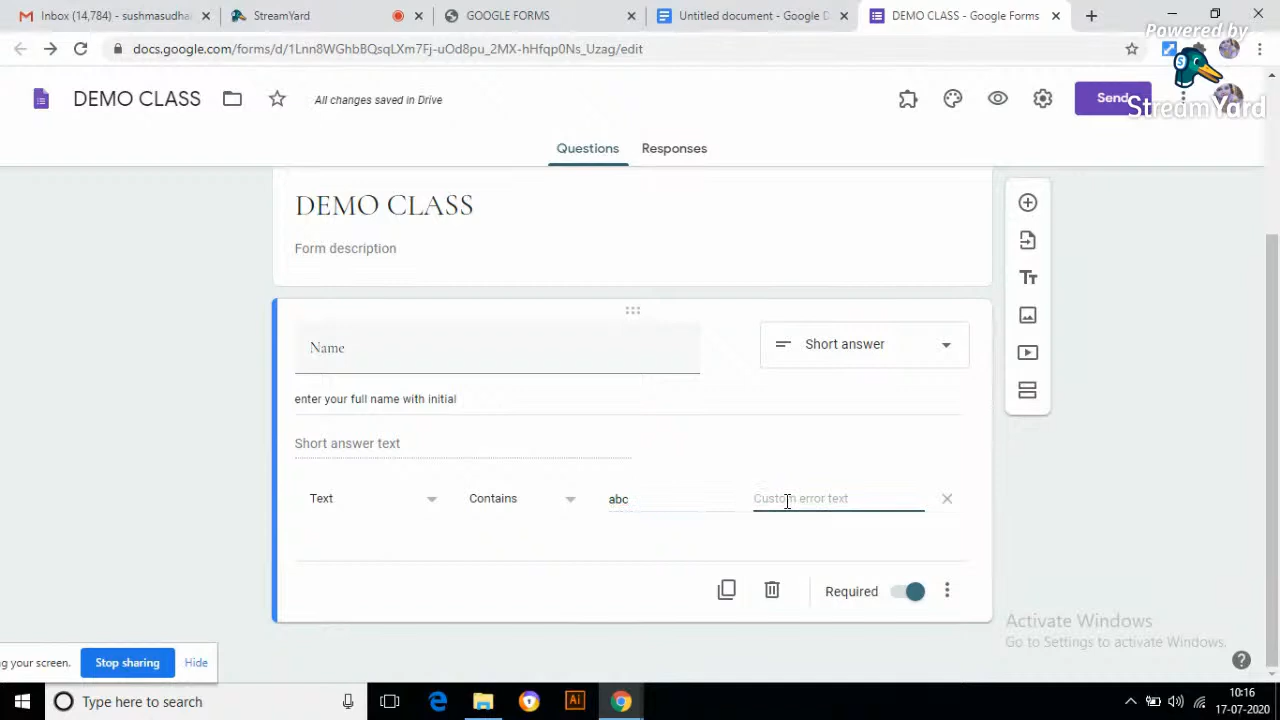 Inbox (14,784) - sushmasudha
StreamYard
GOOGLE FORMS
Untitled document - Google D
DEMO CLASS - Google Forms
Powered by
StreamYard
docs.google.com/forms/d/1Lnn8WGhbBQsqLXm7Fj-uOd8pu_2MX-hHfqp0Ns_Uzag/edit
DEMO CLASS
All changes saved in Drive
Send
Questions
Responses
DEMO CLASS
Form description
Name
Short answer
enter your full name with initial
Short answer text
Text
Contains
abc
Custom error text
Required
Activate Windows
Go to Settings to activate Windows.
g your screen.
Stop sharing
Hide
Type here to search
10:16
17-07-2020